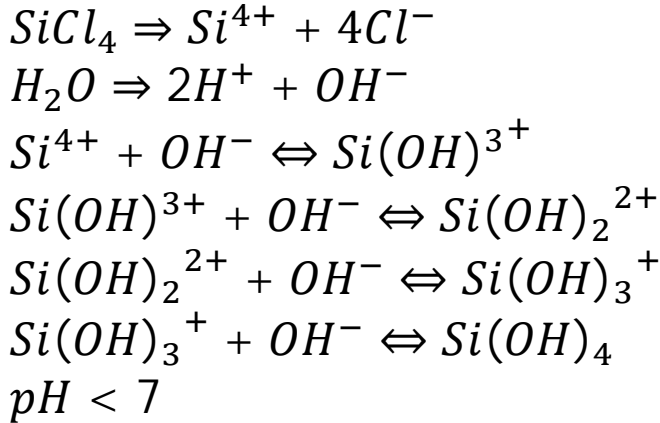 SiCl₄ ⇒ Si⁴⁺ + 4Cl⁻
H₂O ⇒ 2H⁺ + OH⁻
Si⁴⁺ + OH⁻ ⇔ Si(OH)³⁺
Si(OH)³⁺ + OH⁻ ⇔ Si(OH)₂²⁺
Si(OH)₂²⁺ + OH⁻ ⇔ Si(OH)₃⁺
Si(OH)₃⁺ + OH⁻ ⇔ Si(OH)₄
pH < 7